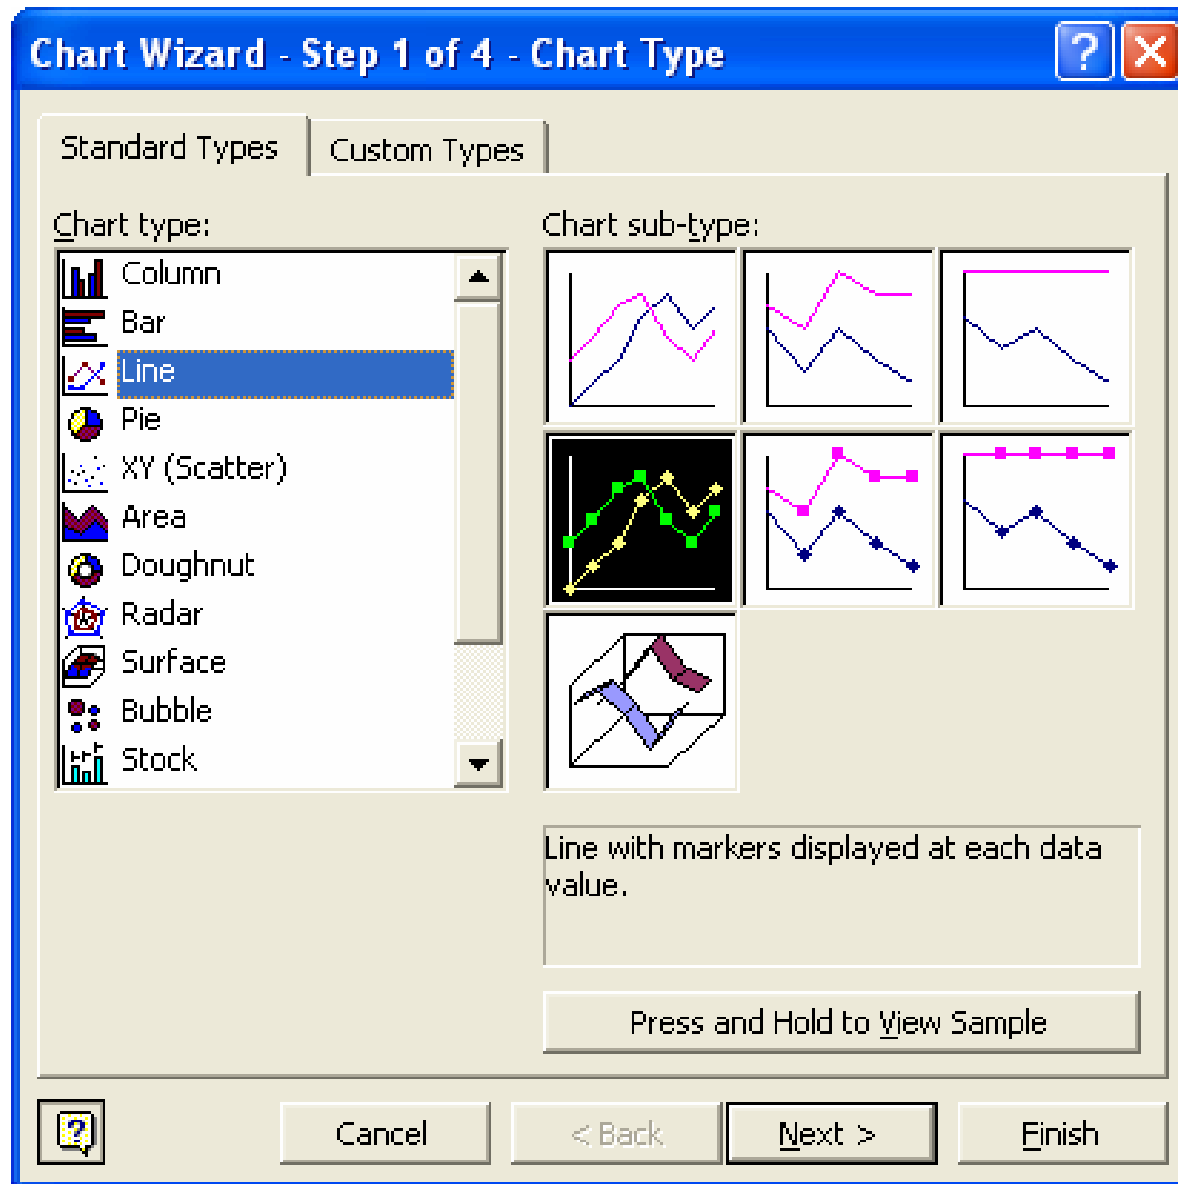 Chart Wizard - Step 1 of 4 - Chart Type
Standard Types
Custom Types
Chart type:
Column
Bar
Line
Pie
XY (Scatter)
Area
Doughnut
Radar
Surface
Bubble
Stock
Chart sub-type:
Line with markers displayed at each data
value.
Press and Hold to View Sample
Cancel
< Back
Next >
Finish